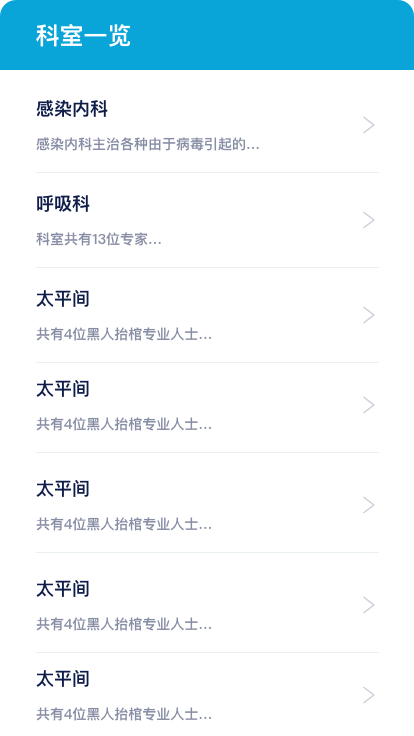 科室一览
感染内科
感染内科主治各种由于病毒引起的...
呼吸科
科室共有13位专家...
太平间
共有4位黑人抬棺专业人士...
太平间
共有4位黑人抬棺专业人士...
太平间
共有4位黑人抬棺专业人士...
太平间
共有4位黑人抬棺专业人士...
太平间
共有4位黑人抬棺专业人士...